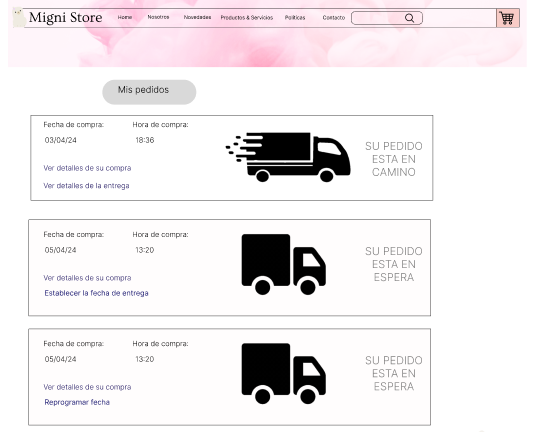 Migni Store Home Nosotros Novedades Productos & Servicios Politicas Contacto
Mis pedidos
Fecha de compra: Hora de compra:
03/04/24 18:36
Ver detalles de su compra
Ver detalles de la entrega
SU PEDIDO
ESTA EN
CAMINO
Fecha de compra: Hora de compra:
05/04/24 13:20
Ver detalles de su compra
Establecer la fecha de entrega
SU PEDIDO
ESTA EN
ESPERA
Fecha de compra: Hora de compra:
05/04/24 13:20
Ver detalles de su compra
Reprogramar fecha
SU PEDIDO
ESTA EN
ESPERA